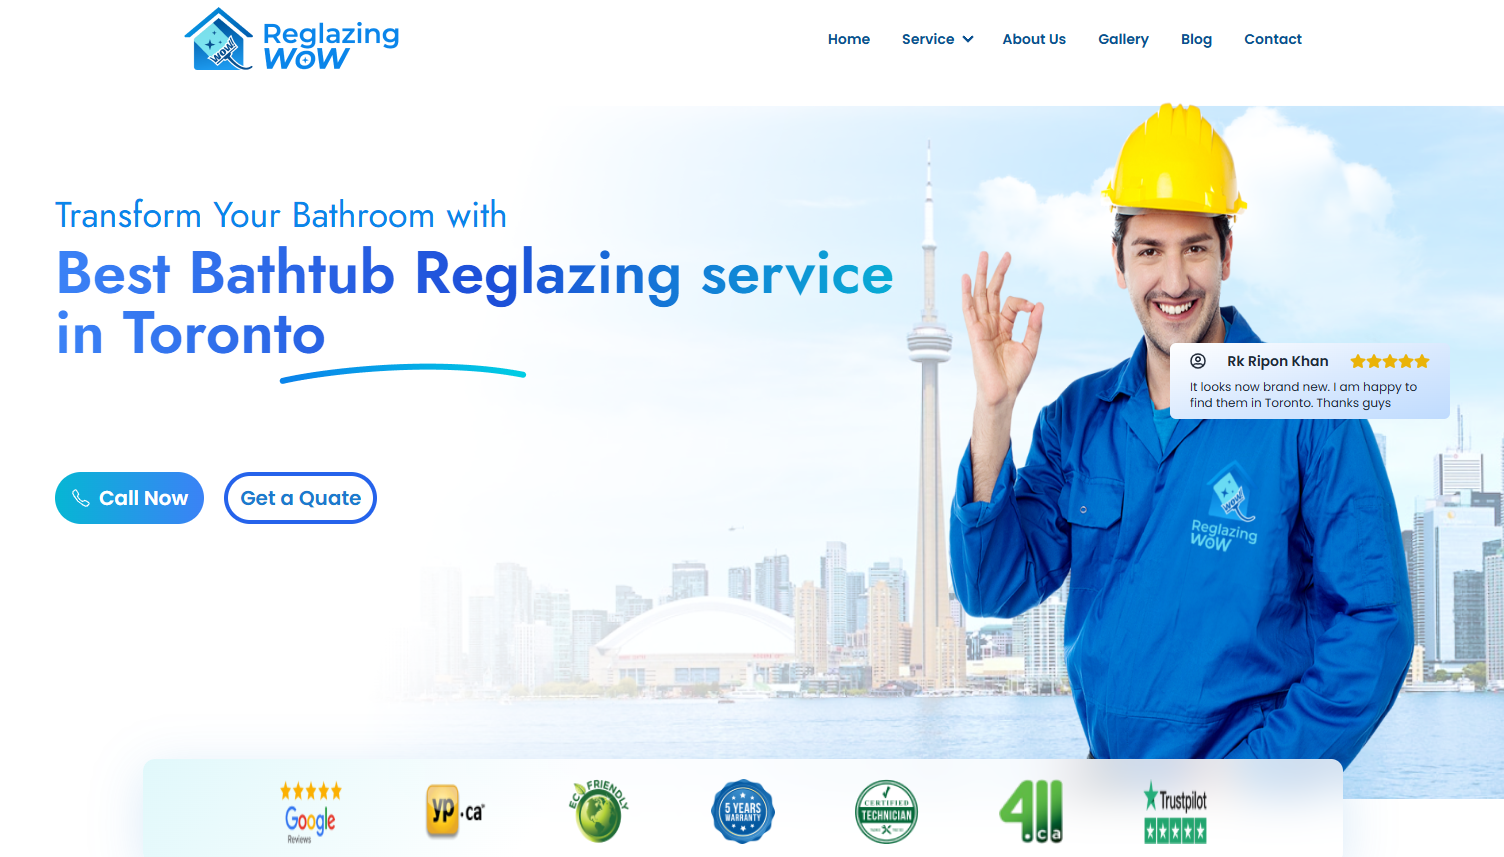 WOW!
Reglazing
WOW
Home
Service
About Us
Gallery
Blog
Contact
Transform Your Bathroom with
Best Bathtub Reglazing service
in Toronto
Rk Ripon Khan
It looks now brand new. I am happy to
find them in Toronto. Thanks guys
Call Now
Get a Quate
WOW!
Reglazing
WOW
Google
Reviews
yp.ca
ECO FRIENDLY
5 YEARS
WARRANTY
CERTIFIED
TECHNICIAN
411
.ca
Trustpilot